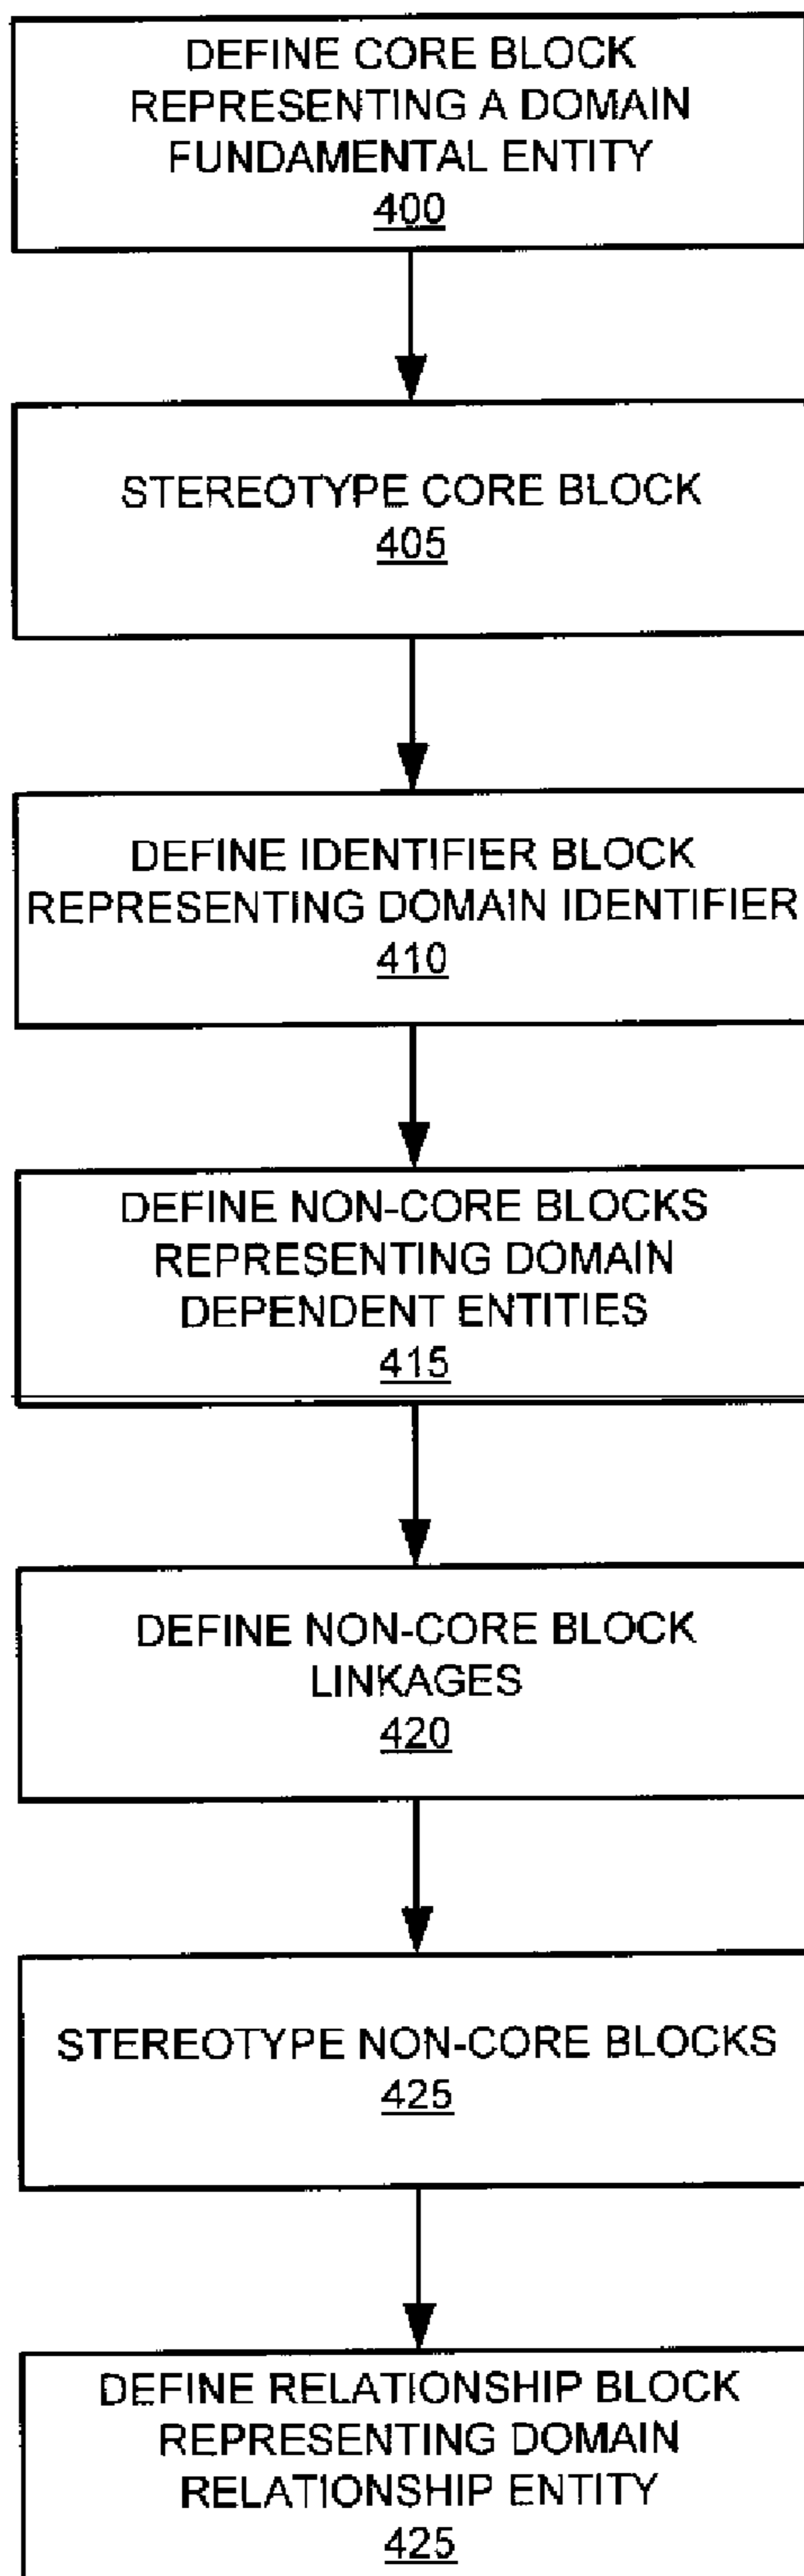 DEFINE CORE BLOCK
REPRESENTING A DOMAIN
FUNDAMENTAL ENTITY
400
STEREOTYPE CORE BLOCK
405
DEFINE IDENTIFIER BLOCK
REPRESENTING DOMAIN IDENTIFIER
410
DEFINE NON-CORE BLOCKS
REPRESENTING DOMAIN
DEPENDENT ENTITIES
415
DEFINE NON-CORE BLOCK
LINKAGES
420
STEREOTYPE NON-CORE BLOCKS
425
DEFINE RELATIONSHIP BLOCK
REPRESENTING DOMAIN
RELATIONSHIP ENTITY
425